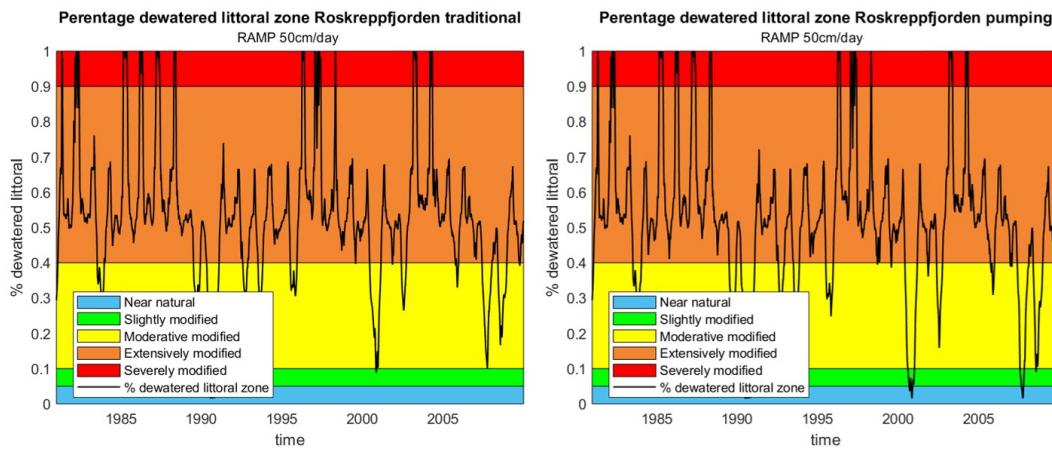 Perentage dewatered littoral zone Roskreppfjorden traditional
RAMP 50cm/day
1
0.9
0.8
0.7
0.6
0.5
0.4
0.3
0.2
0.1
0
% dewatered littoral
Near natural
Slightly modified
Moderative modified
Extensively modified
Severely modified
% dewatered littoral zone
1985
1990
1995
2000
2005
time
Perentage dewatered littoral zone Roskreppfjorden pumping
RAMP 50cm/day
1
0.9
0.8
0.7
0.6
0.5
0.4
0.3
0.2
0.1
0
% dewatered littoral
Near natural
Slightly modified
Moderative modified
Extensively modified
Severely modified
% dewatered littoral zone
1985
1990
1995
2000
2005
time